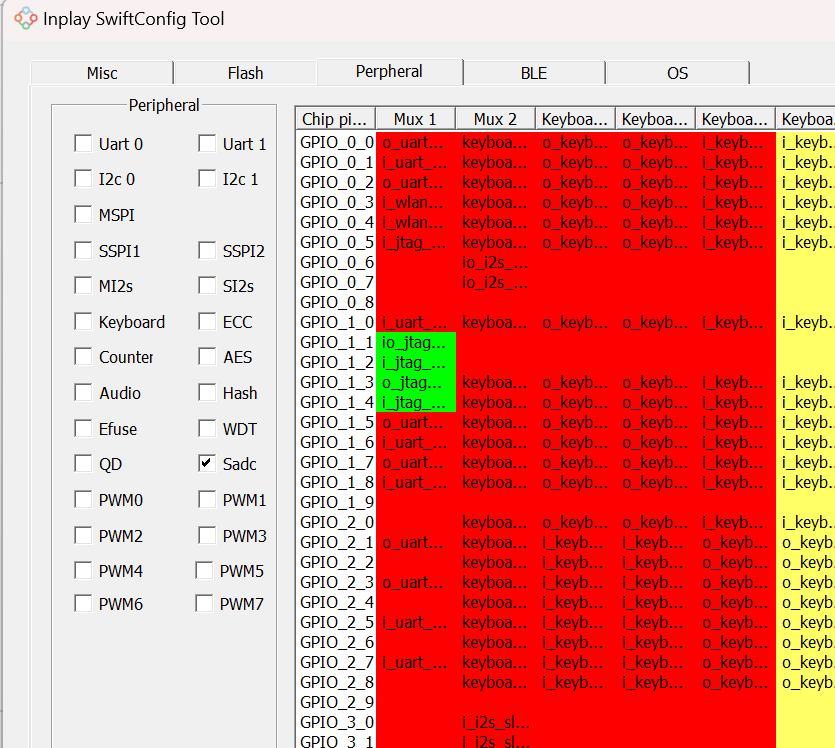 Inplay SwiftConfig Tool
Misc Flash Perpheral BLE OS
Peripheral
Uart 0 Uart 1
I2c 0 I2c 1
MSPI
SSPI1 SSPI2
MI2s SI2s
Keyboard ECC
Counter AES
Audio Hash
Efuse WDT
QD Sadc
PWM0 PWM1
PWM2 PWM3
PWM4 PWM5
PWM6 PWM7
Chip pi... Mux 1 Mux 2 Keyboa... Keyboa... Keyboa... Keyboa
GPIO_0_0 o_uart... keyboa... o_keyb... o_keyb... i_keyb... i_keyb..
GPIO_0_1 i_uart_... keyboa... o_keyb... o_keyb... i_keyb... i_keyb..
GPIO_0_2 o_uart... keyboa... o_keyb... o_keyb... i_keyb... i_keyb..
GPIO_0_3 i_wlan... keyboa... o_keyb... o_keyb... i_keyb... i_keyb..
GPIO_0_4 i_wlan... keyboa... o_keyb... o_keyb... i_keyb... i_keyb..
GPIO_0_5 i_jtag_... keyboa... o_keyb... o_keyb... i_keyb... i_keyb..
GPIO_0_6 io_i2s_...
GPIO_0_7 io_i2s_...
GPIO_0_8
GPIO_1_0 i_uart_... keyboa... o_keyb... o_keyb... i_keyb... i_keyb..
GPIO_1_1 io_jtag...
GPIO_1_2 i_jtag_...
GPIO_1_3 o_jtag... keyboa... o_keyb... o_keyb... i_keyb... i_keyb..
GPIO_1_4 i_jtag_... keyboa... o_keyb... o_keyb... i_keyb... i_keyb..
GPIO_1_5 o_uart... keyboa... o_keyb... o_keyb... i_keyb... i_keyb..
GPIO_1_6 i_uart_... keyboa... o_keyb... o_keyb... i_keyb... i_keyb..
GPIO_1_7 o_uart... keyboa... o_keyb... o_keyb... i_keyb... i_keyb..
GPIO_1_8 i_uart_... keyboa... o_keyb... o_keyb... i_keyb... i_keyb..
GPIO_1_9
GPIO_2_0 keyboa... o_keyb... o_keyb... i_keyb... i_keyb..
GPIO_2_1 o_uart... keyboa... i_keyb... i_keyb... o_keyb... o_keyb.
GPIO_2_2 keyboa... i_keyb... i_keyb... o_keyb... o_keyb.
GPIO_2_3 o_uart... keyboa... i_keyb... i_keyb... o_keyb... o_keyb.
GPIO_2_4 keyboa... i_keyb... i_keyb... o_keyb... o_keyb.
GPIO_2_5 i_uart_... keyboa... i_keyb... i_keyb... o_keyb... o_keyb.
GPIO_2_6 keyboa... i_keyb... i_keyb... o_keyb... o_keyb.
GPIO_2_7 i_uart_... keyboa... i_keyb... i_keyb... o_keyb... o_keyb.
GPIO_2_8 keyboa... i_keyb... i_keyb... o_keyb... o_keyb.
GPIO_2_9
GPIO_3_0 i_i2s_sl...
GPIO_3_1 i_i2s_sl...